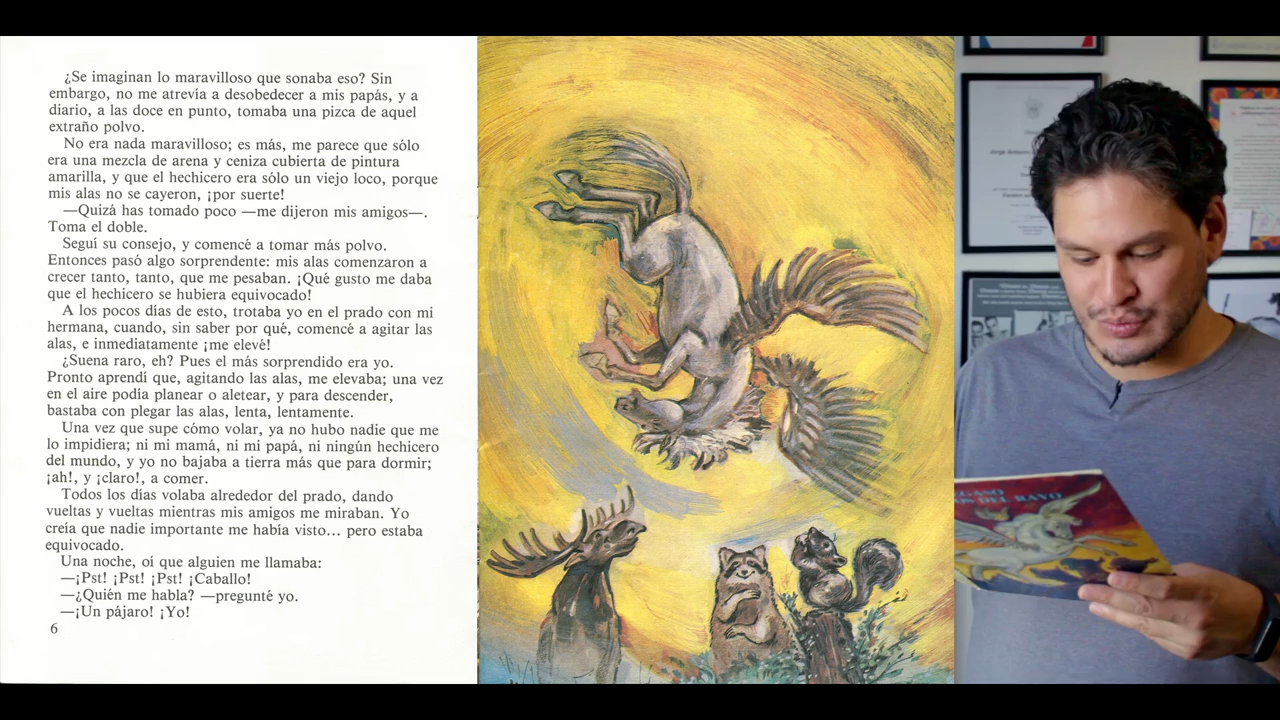 ¿Se imaginan lo maravilloso que sonaba eso? Sin
embargo, no me atrevía a desobedecer a mis papás, y a
diario, a las doce en punto, tomaba una pizca de aquel
extraño polvo.
No era nada maravilloso; es más, me parece que sólo
era una mezcla de arena y ceniza cubierta de pintura
amarilla, y que el hechicero era sólo un viejo loco, porque
mis alas no se cayeron, ¡por suerte!
—Quizá has tomado poco —me dijeron mis amigos—.
Toma el doble.
Seguí su consejo, y comencé a tomar más polvo.
Entonces pasó algo sorprendente: mis alas comenzaron a
crecer tanto, tanto, que me pesaban. ¡Qué gusto me daba
que el hechicero se hubiera equivocado!
A los pocos días de esto, trotaba yo en el prado con mi
hermana, cuando, sin saber por qué, comencé a agitar las
alas, e inmediatamente ¡me elevé!
¿Suena raro, eh? Pues el más sorprendido era yo.
Pronto aprendí que, agitando las alas, me elevaba; una vez
en el aire podía planear o aletear, y para descender,
bastaba con plegar las alas, lenta, lentamente.
Una vez que supe cómo volar, ya no hubo nadie que me
lo impidiera; ni mi mamá, ni mi papá, ni ningún hechicero
del mundo, y yo no bajaba a tierra más que para dormir;
¡ah!, y ¡claro!, a comer.
Todos los días volaba alrededor del prado, dando
vueltas y vueltas mientras mis amigos me miraban. Yo
creía que nadie importante me había visto... pero estaba
equivocado.
Una noche, oí que alguien me llamaba:
—¡Pst! ¡Pst! ¡Pst! ¡Caballo!
—¿Quién me habla? —pregunté yo.
—¡Un pájaro! ¡Yo!
6
DEL RAYO